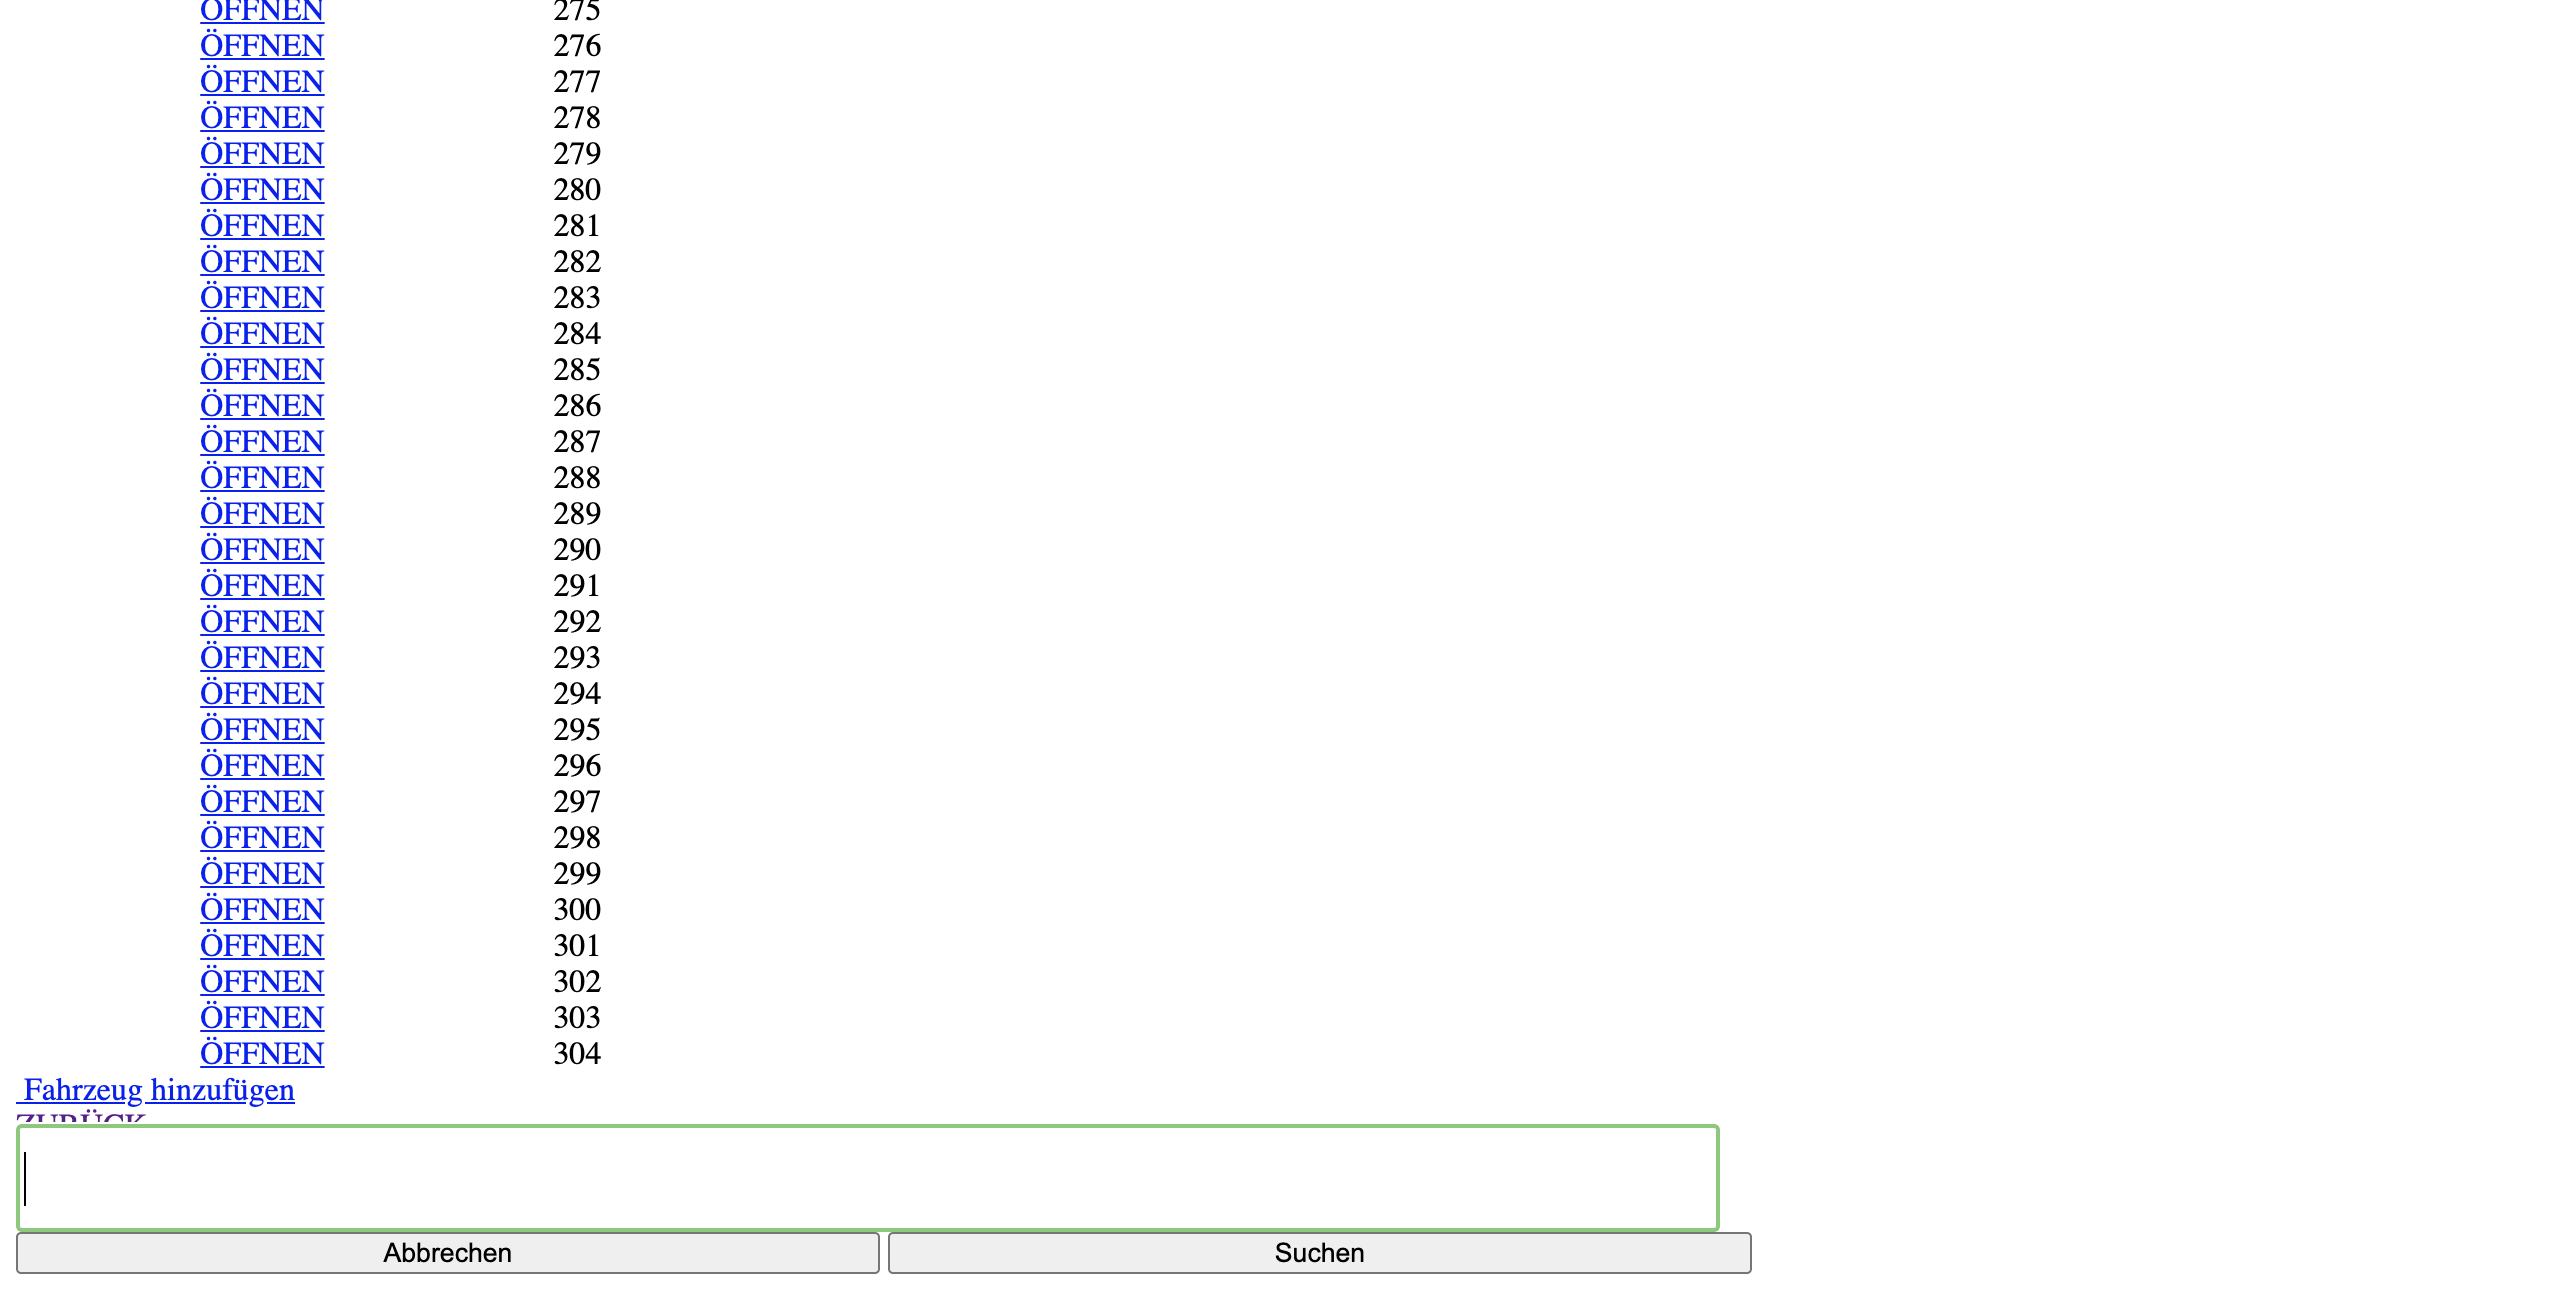 ÖFFNEN 275
ÖFFNEN 276
ÖFFNEN 277
ÖFFNEN 278
ÖFFNEN 279
ÖFFNEN 280
ÖFFNEN 281
ÖFFNEN 282
ÖFFNEN 283
ÖFFNEN 284
ÖFFNEN 285
ÖFFNEN 286
ÖFFNEN 287
ÖFFNEN 288
ÖFFNEN 289
ÖFFNEN 290
ÖFFNEN 291
ÖFFNEN 292
ÖFFNEN 293
ÖFFNEN 294
ÖFFNEN 295
ÖFFNEN 296
ÖFFNEN 297
ÖFFNEN 298
ÖFFNEN 299
ÖFFNEN 300
ÖFFNEN 301
ÖFFNEN 302
ÖFFNEN 303
ÖFFNEN 304
Fahrzeug hinzufügen
ZURÜCK
Abbrechen Suchen